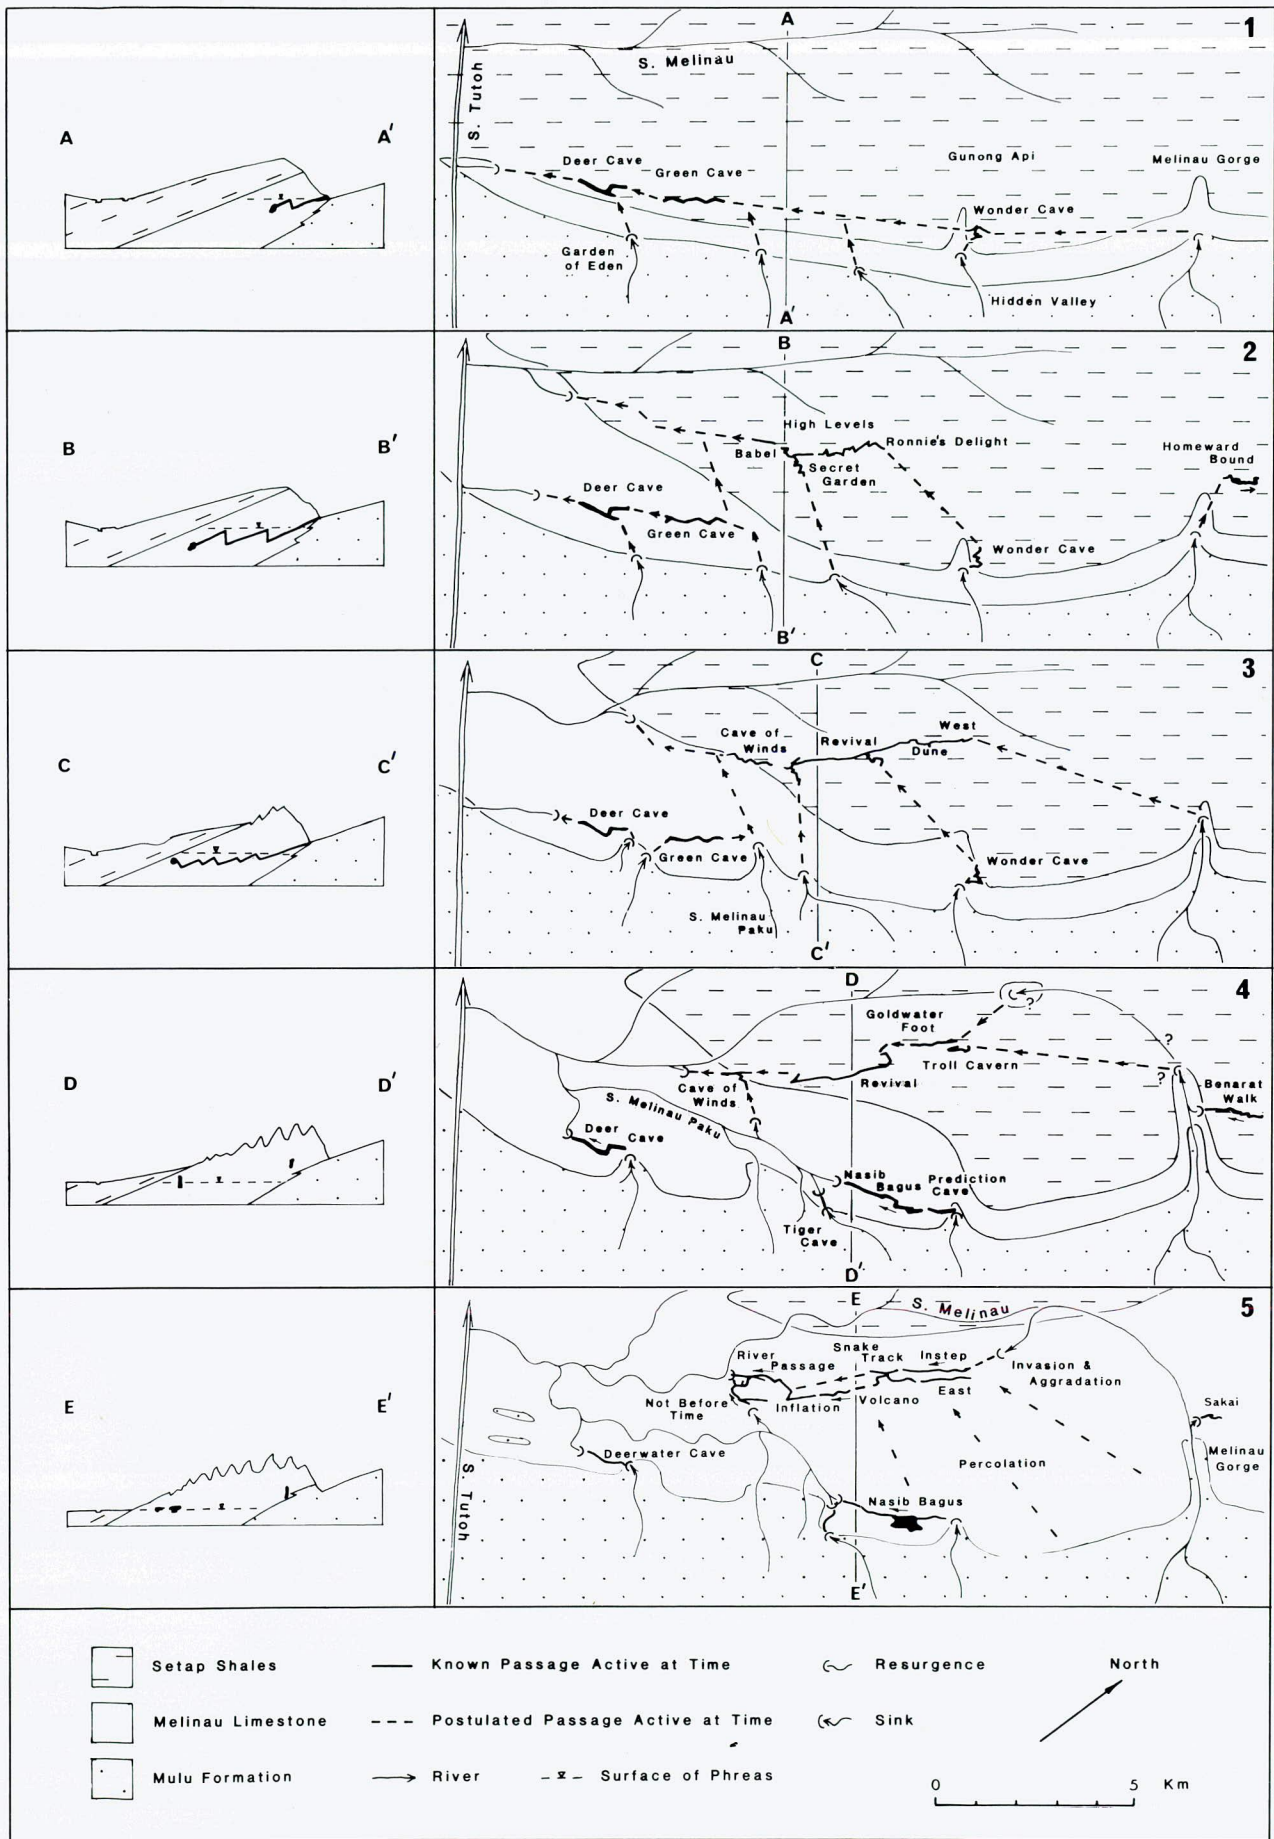 A
A'
1
A
S. Melinau
S. Tutoh
Deer Cave
Green Cave
Gunong Api
Melinau Gorge
Wonder Cave
Garden
of Eden
Hidden Valley
A'
B
B'
2
B
High Levels
Babel
Ronnie's Delight
Secret
Garden
Homeward
Bound
Deer Cave
Green Cave
Wonder Cave
B'
C
C'
3
C
Cave of
Winds
Revival
West
Dune
Deer Cave
Green Cave
Wonder Cave
S. Melinau
Paku
C'
D
D'
4
D
Goldwater
Foot
?
?
?
Troll Cavern
Revival
Cave of
Winds
Benarat
Walk
S. Melinau Paku
Deer
Cave
Nasib
Bagus
Prediction
Cave
Tiger
Cave
D'
E
E'
5
E
S. Melinau
Snake
Track
River
Passage
Instep
Invasion &
Aggradation
East
Not Before
Time
Inflation
Volcano
Sakai
Deerwater Cave
Percolation
Melinau
Gorge
S. Tutoh
Nasib Bagus
E'
Setap Shales
Known Passage Active at Time
Resurgence
North
Melinau Limestone
Postulated Passage Active at Time
Sink
Mulu Formation
River
Surface of Phreas
0
5
Km